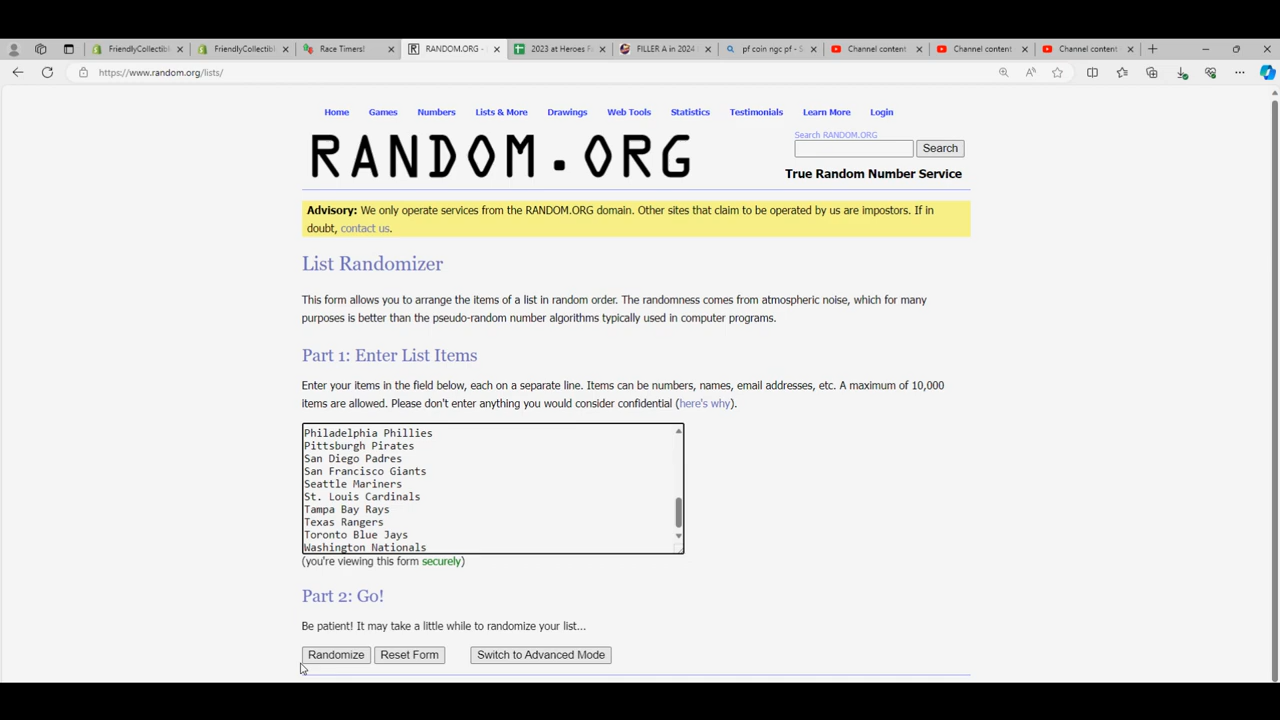 FriendlyCollectib
FriendlyCollectib
Race Timers!
RANDOM.ORG -
2023 at Heroes F
FILLER A in 2024
pf coin ngc pf - S
Channel content
Channel content
Channel content
https://www.random.org/lists/
Home
Games
Numbers
Lists & More
Drawings
Web Tools
Statistics
Testimonials
Learn More
Login
RANDOM.ORG
Search RANDOM.ORG
Search
True Random Number Service
Advisory: We only operate services from the RANDOM.ORG domain. Other sites that claim to be operated by us are impostors. If in
doubt, contact us.
List Randomizer
This form allows you to arrange the items of a list in random order. The randomness comes from atmospheric noise, which for many
purposes is better than the pseudo-random number algorithms typically used in computer programs.
Part 1: Enter List Items
Enter your items in the field below, each on a separate line. Items can be numbers, names, email addresses, etc. A maximum of 10,000
items are allowed. Please don't enter anything you would consider confidential (here's why).
Philadelphia Phillies
Pittsburgh Pirates
San Diego Padres
San Francisco Giants
Seattle Mariners
St. Louis Cardinals
Tampa Bay Rays
Texas Rangers
Toronto Blue Jays
Washington Nationals
(you're viewing this form securely)
Part 2: Go!
Be patient! It may take a little while to randomize your list...
Randomize
Reset Form
Switch to Advanced Mode